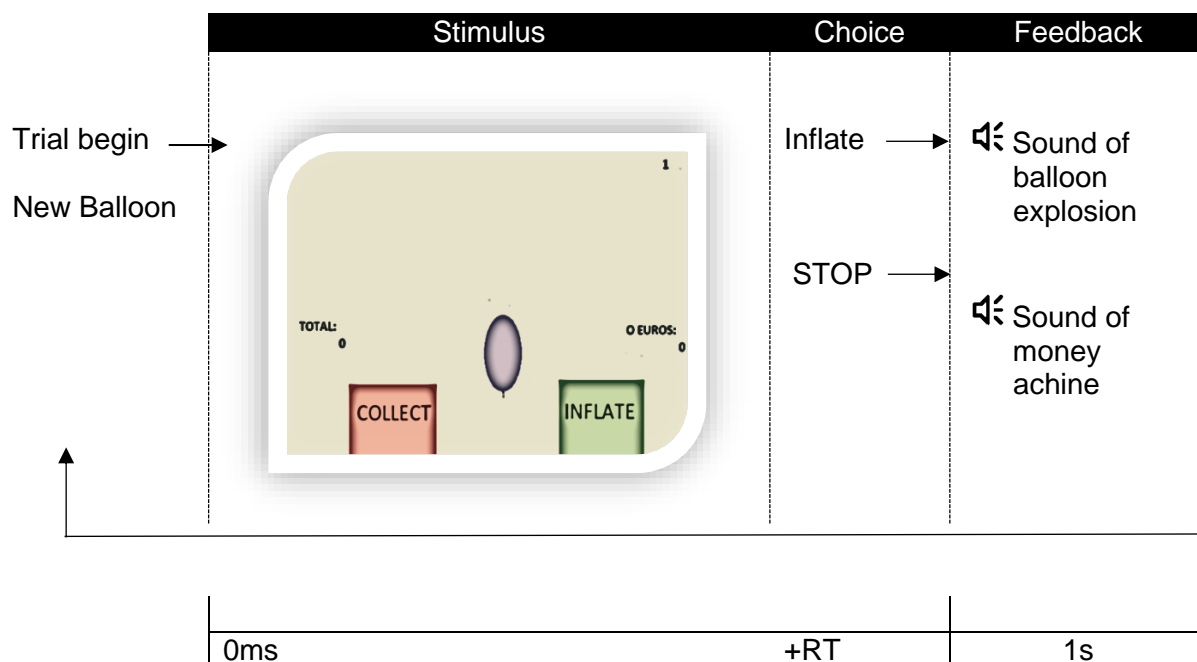 Stimulus
Choice
Feedback
Trial begin
New Balloon
1
TOTAL:
0
O EUROS:
0
COLLECT
INFLATE
Inflate
STOP
Sound of
balloon
explosion
Sound of
money
achine
0ms
+RT
1s